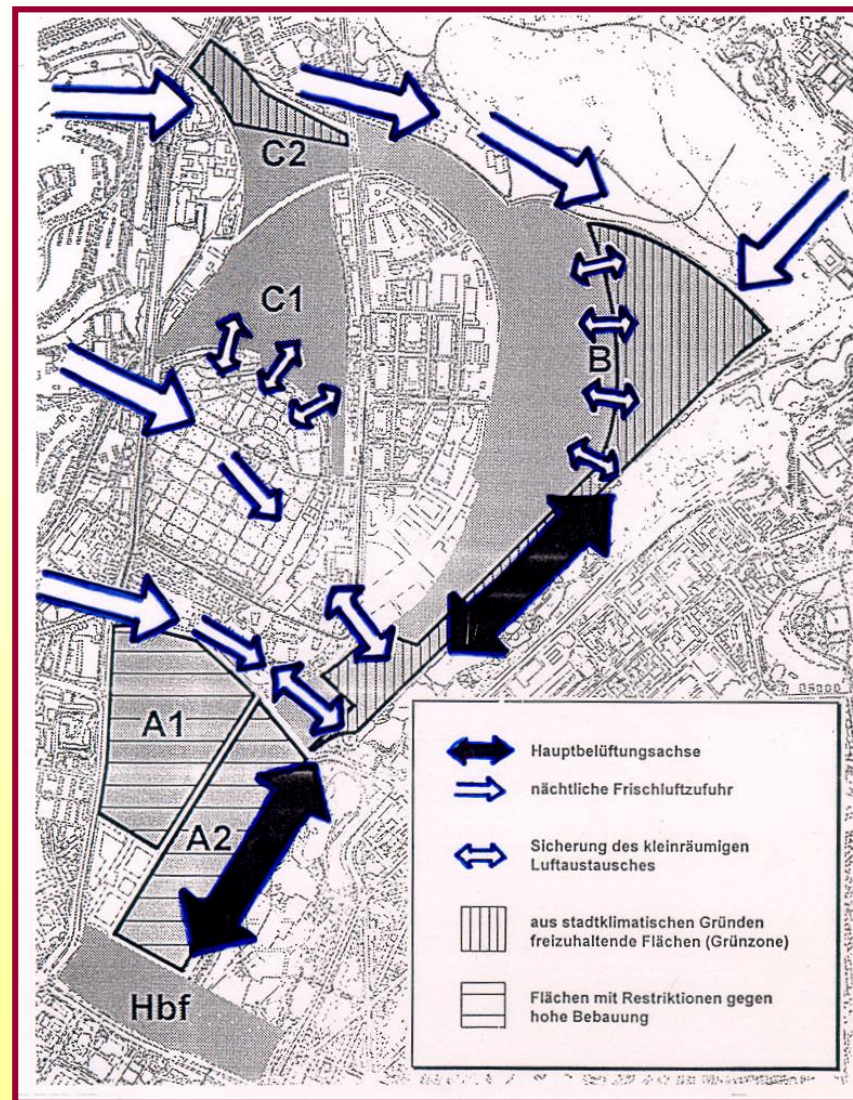 C2
C1
B
A1
A2
Hbf
Hauptbelüftungsachse
nächtliche Frischluftzufuhr
Sicherung des kleinräumigen
Luftaustausches
aus stadtklimatischen Gründen
freizuhaltende Flächen (Grünzone)
Flächen mit Restriktionen gegen
hohe Bebauung